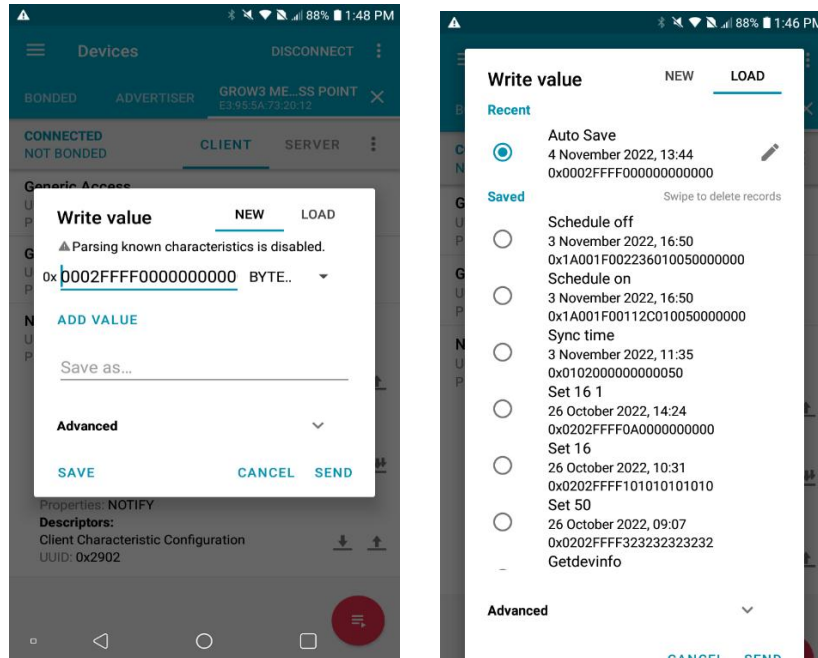 88% 1:48 PM
Devices
DISCONNECT
BONDED
ADVERTISER
GROW3 ME...SS POINT
E3:95:5A:73:20:12
CONNECTED
NOT BONDED
CLIENT
SERVER
Generic Access
Write value
NEW
LOAD
Parsing known characteristics is disabled.
0x 0002FFFF0000000000 BYTE..
ADD VALUE
Save as...
Advanced
SAVE
CANCEL
SEND
Properties: NOTIFY
Descriptors:
Client Characteristic Configuration
UUID: 0x2902
88% 1:46 PM
Write value
NEW
LOAD
Recent
Auto Save
4 November 2022, 13:44
0x0002FFFF000000000000
Saved
Swipe to delete records
Schedule off
3 November 2022, 16:50
0x1A001F002236010050000000
Schedule on
3 November 2022, 16:50
0x1A001F00112C010050000000
Sync time
3 November 2022, 11:35
0x0102000000000050
Set 16 1
26 October 2022, 14:24
0x0202FFFF0A0000000000
Set 16
26 October 2022, 10:31
0x0202FFFF101010101010
Set 50
26 October 2022, 09:07
0x0202FFFF323232323232
Getdevinfo
Advanced
CANCEL
SEND